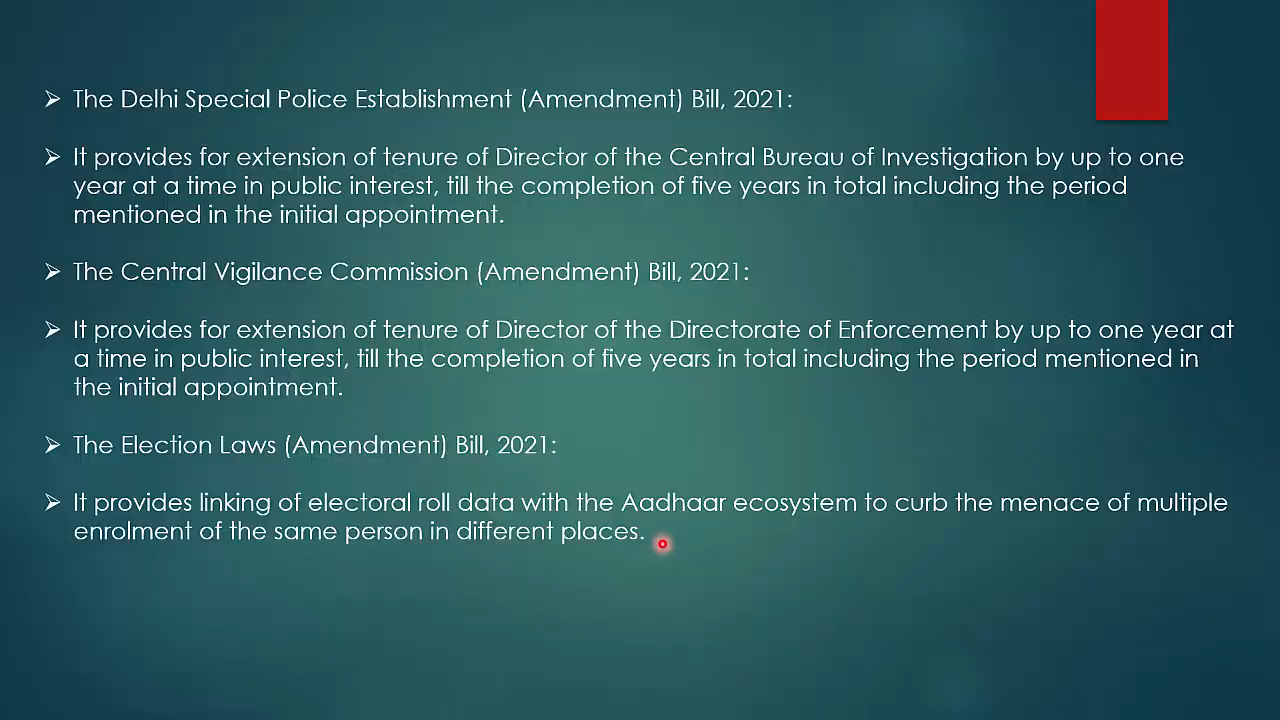 ➢ The Delhi Special Police Establishment (Amendment) Bill, 2021:
➢ It provides for extension of tenure of Director of the Central Bureau of Investigation by up to one
year at a time in public interest, till the completion of five years in total including the period
mentioned in the initial appointment.
➢ The Central Vigilance Commission (Amendment) Bill, 2021:
➢ It provides for extension of tenure of Director of the Directorate of Enforcement by up to one year at
a time in public interest, till the completion of five years in total including the period mentioned in
the initial appointment.
➢ The Election Laws (Amendment) Bill, 2021:
➢ It provides linking of electoral roll data with the Aadhaar ecosystem to curb the menace of multiple
enrolment of the same person in different places.